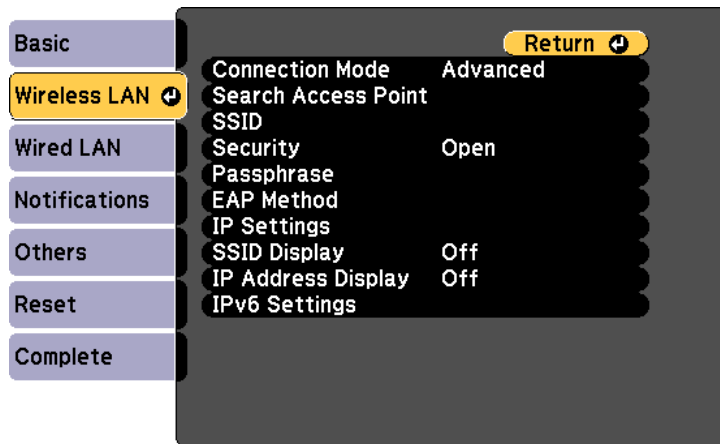 Basic
Wireless LAN
Wired LAN
Notifications
Others
Reset
Complete
Return
Connection Mode Advanced
Search Access Point
SSID
Security Open
Passphrase
EAP Method
IP Settings
SSID Display Off
IP Address Display Off
IPv6 Settings